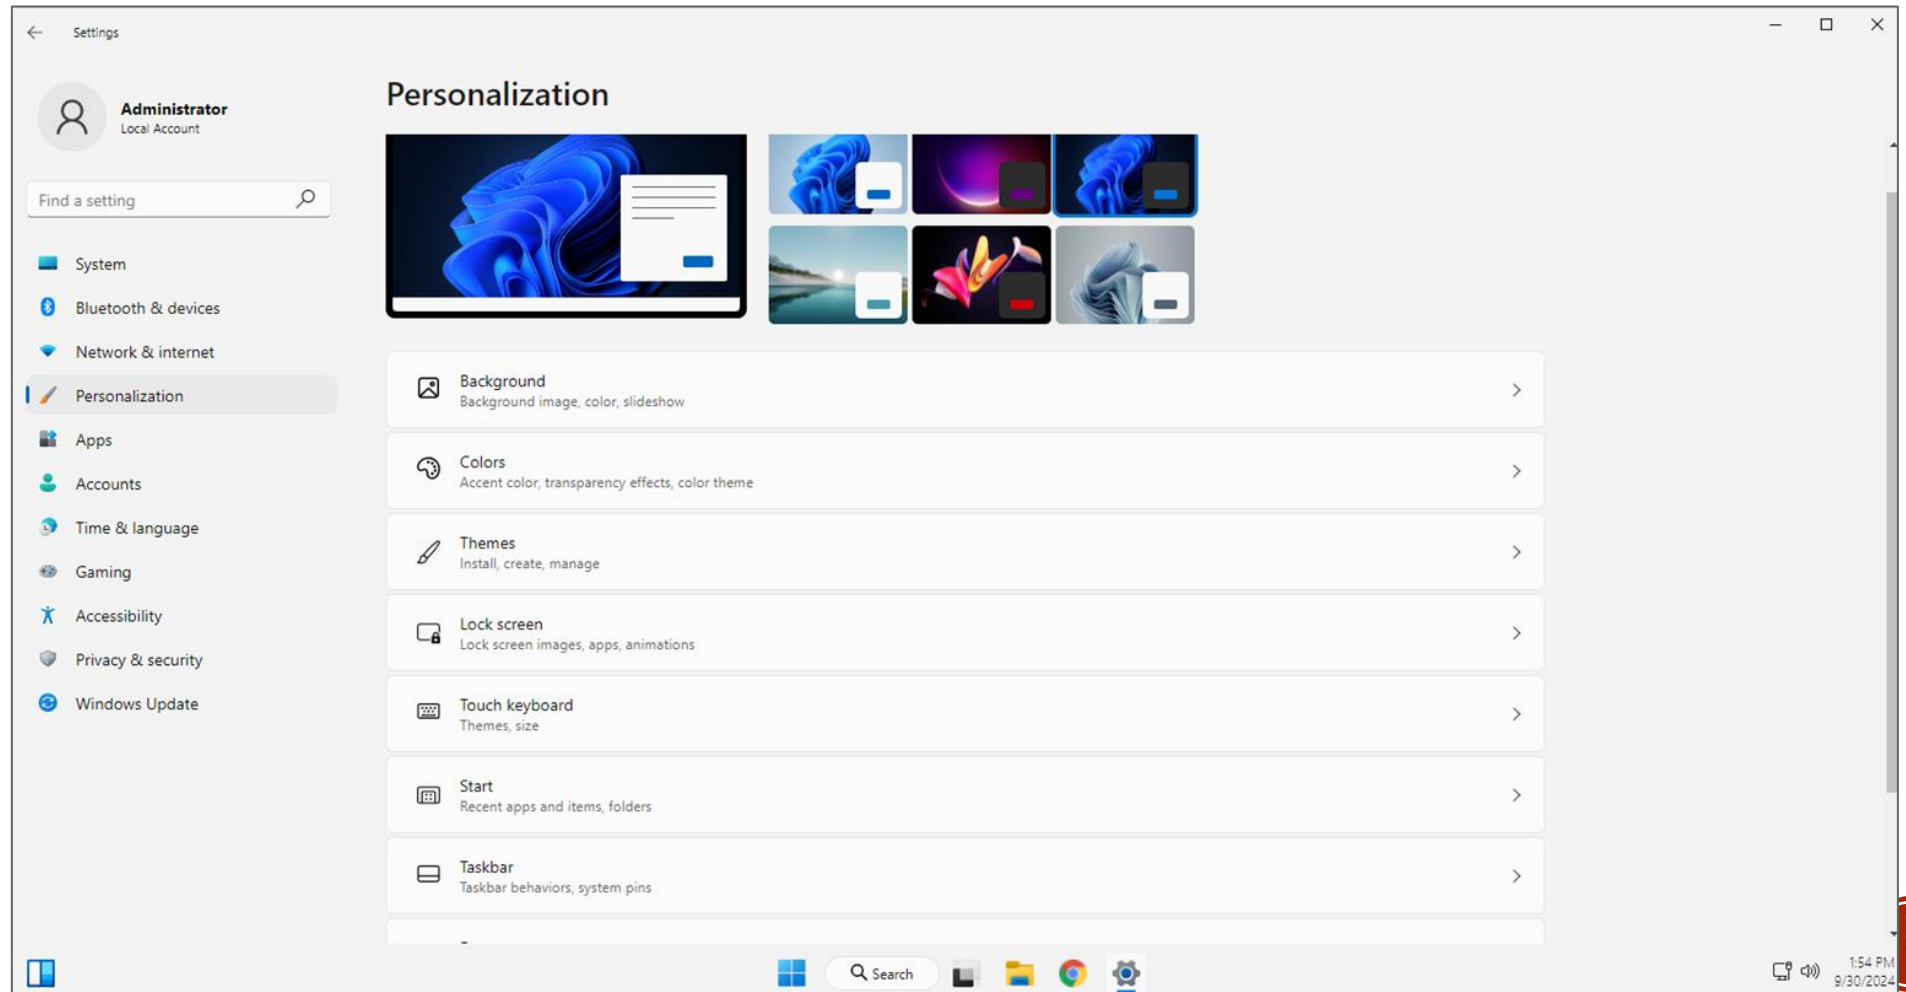 Settings
Administrator
Local Account
Find a setting
System
Bluetooth & devices
Network & internet
Personalization
Apps
Accounts
Time & language
Gaming
Accessibility
Privacy & security
Windows Update
Personalization
Background
Background image, color, slideshow
Colors
Accent color, transparency effects, color theme
Themes
Install, create, manage
Lock screen
Lock screen images, apps, animations
Touch keyboard
Themes, size
Start
Recent apps and items, folders
Taskbar
Taskbar behaviors, system pins
Search
1:54 PM
9/30/2024